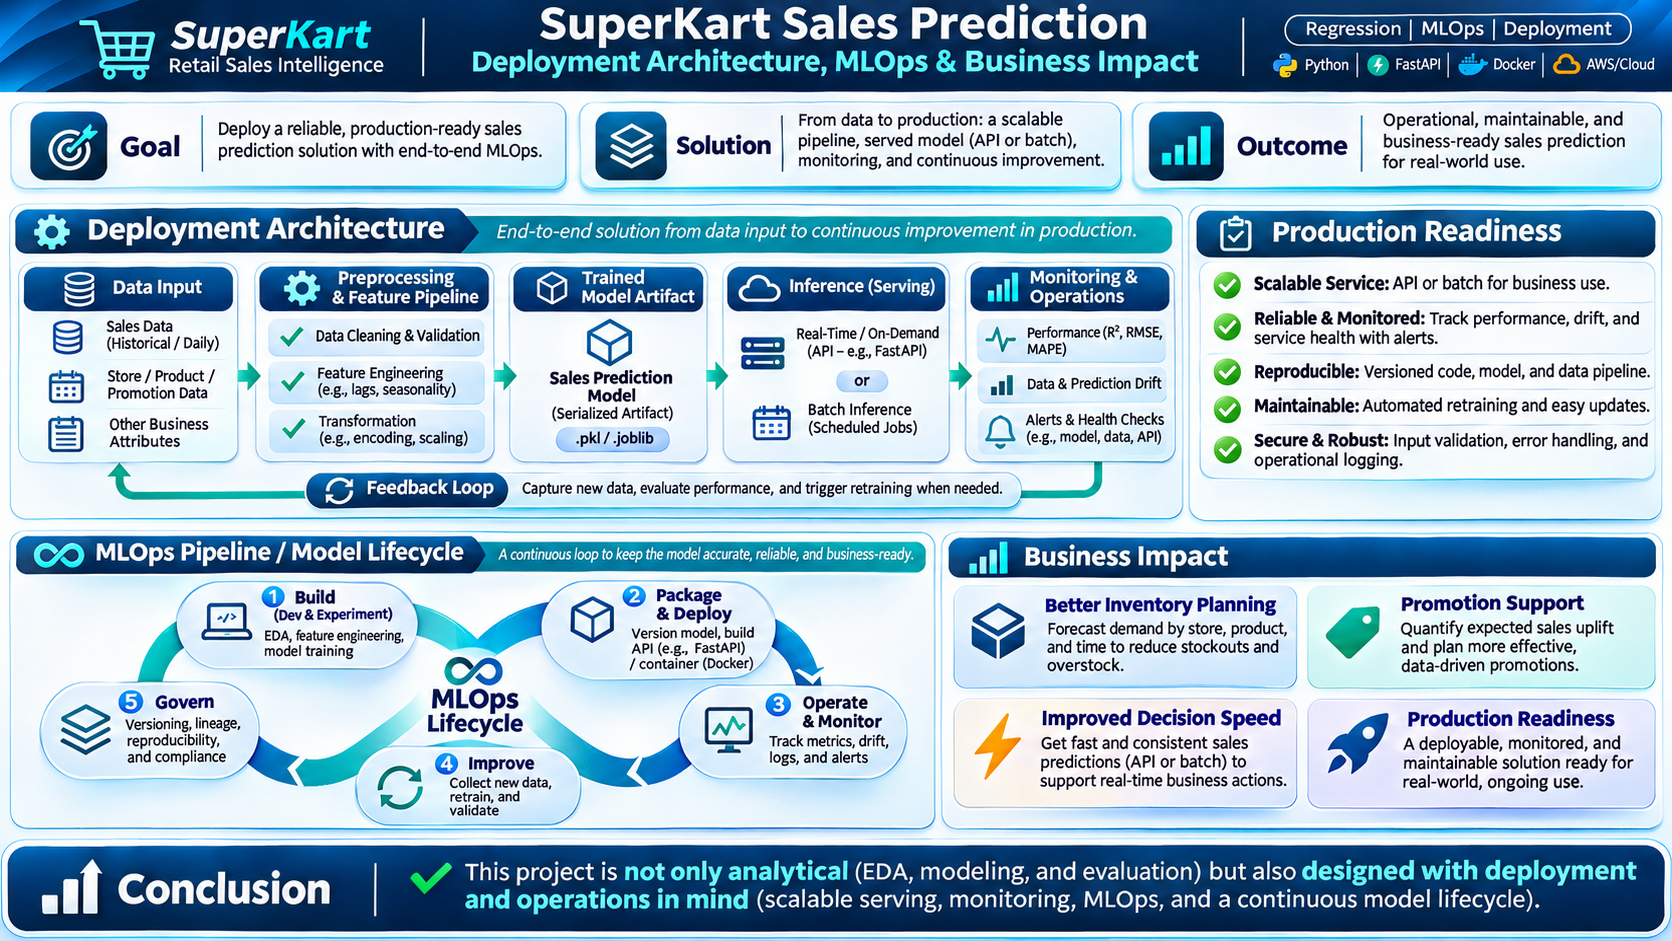 SuperKart
Retail Sales Intelligence
SuperKart Sales Prediction
Deployment Architecture, MLOps & Business Impact
Regression | MLOps | Deployment
Python | FastAPI | Docker | AWS/Cloud
Goal
Deploy a reliable, production-ready sales
prediction solution with end-to-end MLOps.
Solution
From data to production: a scalable
pipeline, served model (API or batch),
monitoring, and continuous improvement.
Outcome
Operational, maintainable, and
business-ready sales prediction
for real-world use.
Deployment Architecture
End-to-end solution from data input to continuous improvement in production.
Data Input
Sales Data
(Historical / Daily)
Store / Product /
Promotion Data
Other Business
Attributes
Preprocessing
& Feature Pipeline
Data Cleaning & Validation
Feature Engineering
(e.g., lags, seasonality)
Transformation
(e.g., encoding, scaling)
Trained
Model Artifact
Sales Prediction
Model
(Serialized Artifact)
.pkl / .joblib
Inference (Serving)
Real-Time / On-Demand
(API – e.g., FastAPI)
or
Batch Inference
(Scheduled Jobs)
Monitoring &
Operations
Performance (R², RMSE,
MAPE)
Data & Prediction Drift
Alerts & Health Checks
(e.g., model, data, API)
Feedback Loop
Capture new data, evaluate performance, and trigger retraining when needed.
Production Readiness
Scalable Service: API or batch for business use.
Reliable & Monitored: Track performance, drift, and
service health with alerts.
Reproducible: Versioned code, model, and data pipeline.
Maintainable: Automated retraining and easy updates.
Secure & Robust: Input validation, error handling, and
operational logging.
MLOps Pipeline / Model Lifecycle
A continuous loop to keep the model accurate, reliable, and business-ready.
1 Build
(Dev & Experiment)
EDA, feature engineering,
model training
2 Package
& Deploy
Version model, build
API (e.g., FastAPI)
/ container (Docker)
3 Operate
& Monitor
Track metrics, drift,
logs, and alerts
4 Improve
Collect new data,
retrain, and
validate
5 Govern
Versioning, lineage,
reproducibility,
and compliance
MLOps
Lifecycle
Business Impact
Better Inventory Planning
Forecast demand by store, product,
and time to reduce stockouts and
overstock.
Promotion Support
Quantify expected sales uplift
and plan more effective,
data-driven promotions.
Improved Decision Speed
Get fast and consistent sales
predictions (API or batch) to
support real-time business actions.
Production Readiness
A deployable, monitored, and
maintainable solution ready for
real-world, ongoing use.
Conclusion
This project is not only analytical (EDA, modeling, and evaluation) but also designed with deployment
and operations in mind (scalable serving, monitoring, MLOps, and a continuous model lifecycle).